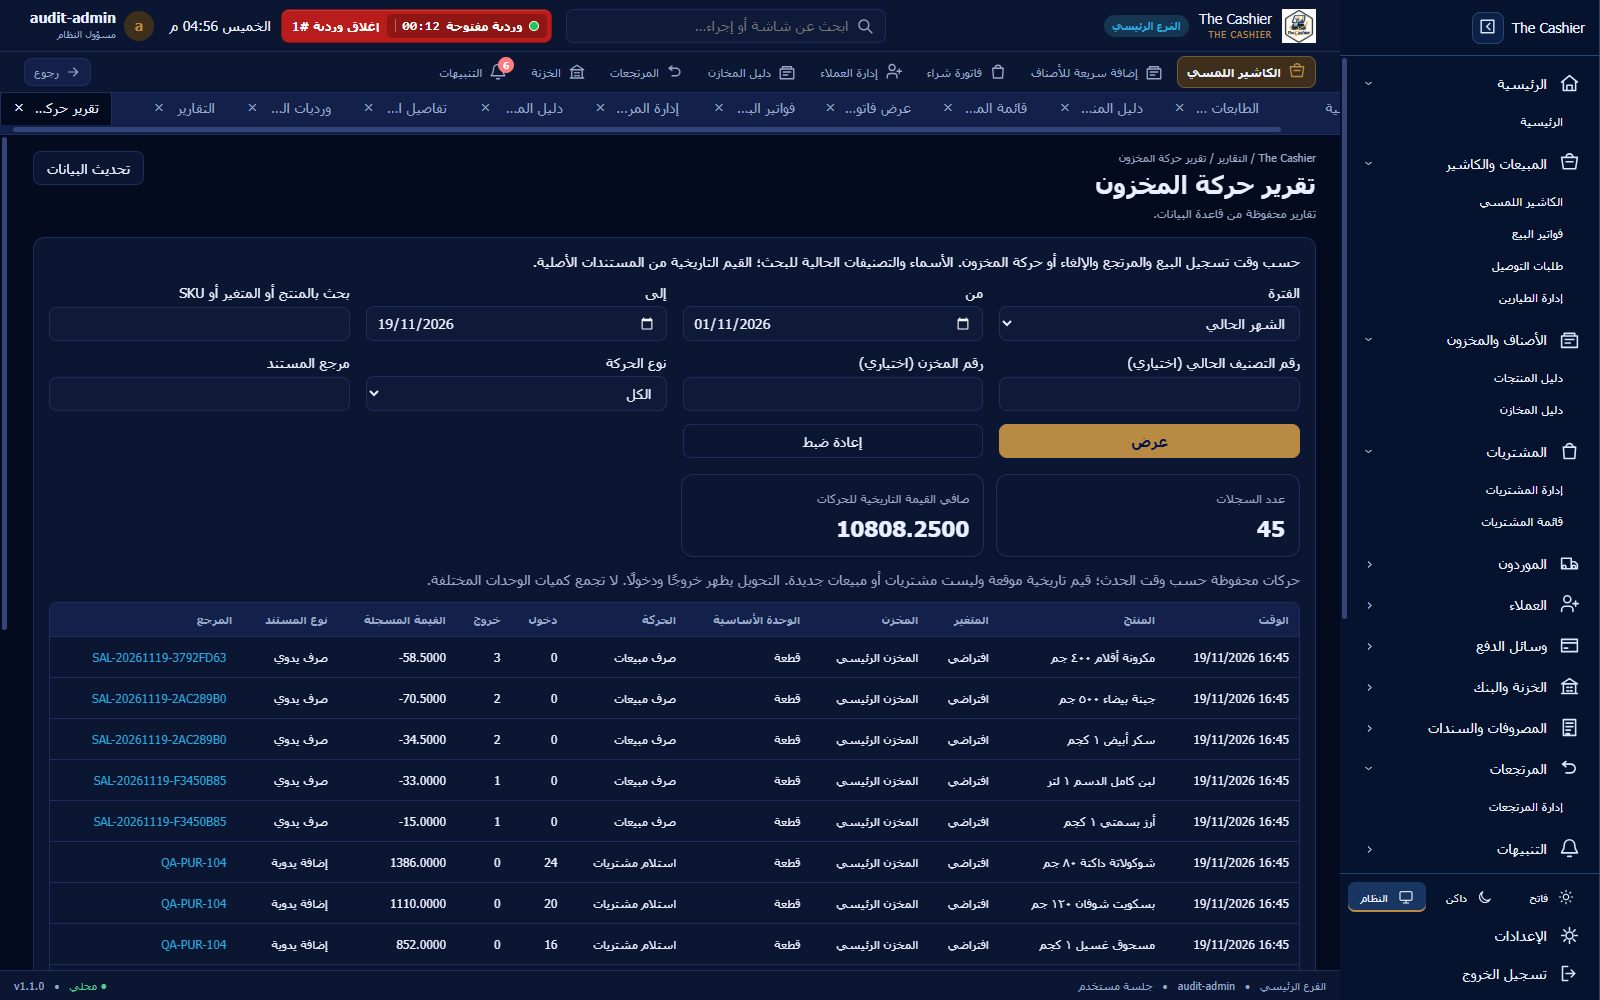 The Cashier
الرئيسية
الرئيسية
المبيعات والكاشير
الكاشير اللمسي
فواتير البيع
طلبات التوصيل
إدارة الطيارين
الأصناف والمخزون
دليل المنتجات
دليل المخازن
المشتريات
إدارة المشتريات
قائمة المشتريات
الموردون
العملاء
وسائل الدفع
الخزنة والبنك
المصروفات والسندات
المرتجعات
إدارة المرتجعات
التنبيهات
فاتح داكن النظام
الإعدادات
تسجيل الخروج
The Cashier
THE CASHIER
الفرع الرئيسي
ابحث عن شاشة أو إجراء...
وردية مفتوحة 00:12 إغلاق وردية #1
الخميس 04:56 م
audit-admin
مسؤول النظام
a
الكاشير اللمسي إضافة سريعة للأصناف فاتورة شراء إدارة العملاء دليل المخازن المرتجعات الخزنة التنبيهات 6 رجوع
الطابعات ... × دليل المنـ... × قائمة المـ... × عرض فاتو... × فواتير البـ... × إدارة المر... × دليل المـ... × تفاصيل ا... × ورديات الـ... × التقارير × تقرير حركـ... ×
The Cashier / التقارير / تقرير حركة المخزون
تقرير حركة المخزون
تقارير محفوظة من قاعدة البيانات.
تحديث البيانات
حسب وقت تسجيل البيع والمرتجع والإلغاء أو حركة المخزون. الأسماء والتصنيفات الحالية للبحث؛ القيم التاريخية من المستندات الأصلية.
الفترة من إلى بحث بالمنتج أو المتغير أو SKU
الشهر الحالي 01/11/2026 19/11/2026
رقم التصنيف الحالي (اختياري) رقم المخزن (اختياري) نوع الحركة مرجع المستند
الكل
عرض إعادة ضبط
عدد السجلات صافي القيمة التاريخية للحركات
45 10808.2500
حركات محفوظة حسب وقت الحدث؛ قيم تاريخية موقعة وليست مشتريات أو مبيعات جديدة. التحويل يظهر خروجًا ودخولًا. لا تجمع كميات الوحدات المختلفة.
الوقت المنتج المتغير المخزن الوحدة الأساسية الحركة دخول خروج القيمة المسجلة نوع المستند المرجع
19/11/2026 16:45 مكرونة أقلام ٤٠٠ جم افتراضي المخزن الرئيسي قطعة صرف مبيعات 0 3 -58.5000 صرف يدوي SAL-20261119-3792FD63
19/11/2026 16:45 جبنة بيضاء ٥٠٠ جم افتراضي المخزن الرئيسي قطعة صرف مبيعات 0 2 -70.5000 صرف يدوي SAL-20261119-2AC289B0
19/11/2026 16:45 سكر أبيض ١ كجم افتراضي المخزن الرئيسي قطعة صرف مبيعات 0 2 -34.5000 صرف يدوي SAL-20261119-2AC289B0
19/11/2026 16:45 لبن كامل الدسم ١ لتر افتراضي المخزن الرئيسي قطعة صرف مبيعات 0 1 -33.0000 صرف يدوي SAL-20261119-F3450B85
19/11/2026 16:45 أرز بسمتي ١ كجم افتراضي المخزن الرئيسي قطعة صرف مبيعات 0 1 -15.0000 صرف يدوي SAL-20261119-F3450B85
19/11/2026 16:45 شوكولاتة داكنة ٨٠ جم افتراضي المخزن الرئيسي قطعة استلام مشتريات 24 0 1386.0000 إضافة يدوية QA-PUR-104
19/11/2026 16:45 بسكويت شوفان ١٢٠ جم افتراضي المخزن الرئيسي قطعة استلام مشتريات 20 0 1110.0000 إضافة يدوية QA-PUR-104
19/11/2026 16:45 مسحوق غسيل ١ كجم افتراضي المخزن الرئيسي قطعة استلام مشتريات 16 0 852.0000 إضافة يدوية QA-PUR-104
الفرع الرئيسي • audit-admin • جلسة مستخدم
محلي • v1.1.0